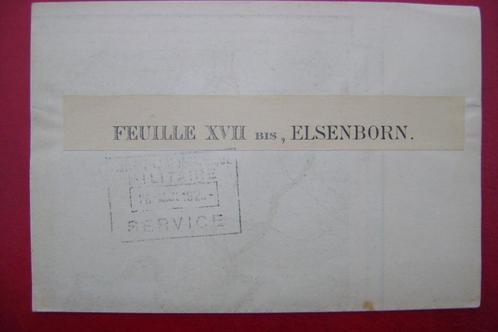 FEUILLE XVII BIS, ELSENBORN.
MILITAIRE
SERVICE